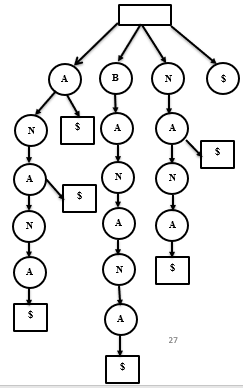 A B N $
N $ A A
A $ N N $
N A A
A N $
$ A
27
$